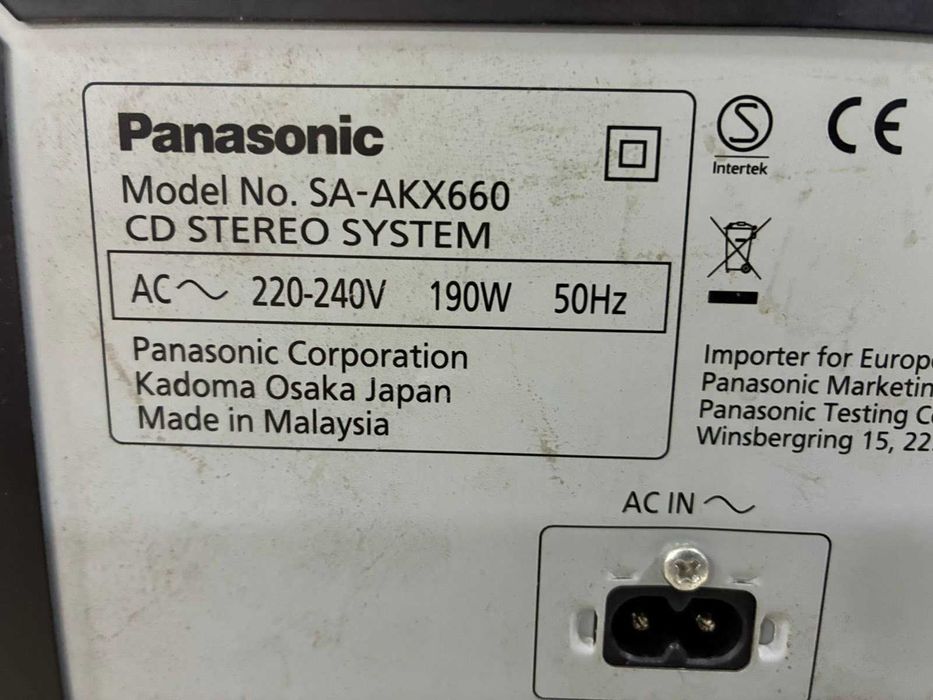 Panasonic
Model No. SA-AKX660
CD STEREO SYSTEM
AC 220-240V 190W 50Hz
Panasonic Corporation
Kadoma Osaka Japan
Made in Malaysia
S
Intertek
CE
Importer for Europe
Panasonic Marketin
Panasonic Testing C
Winsbergring 15, 22
AC IN